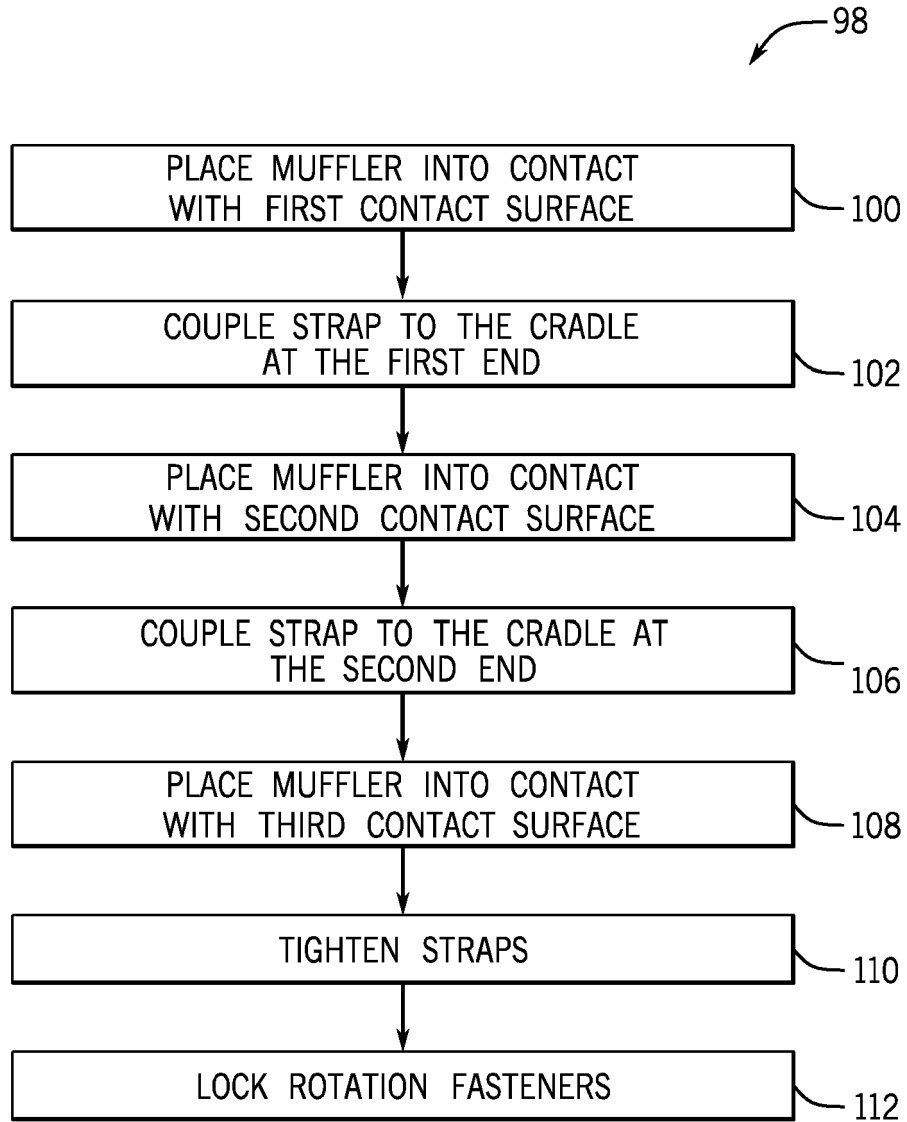 98
PLACE MUFFLER INTO CONTACT
WITH FIRST CONTACT SURFACE
100
COUPLE STRAP TO THE CRADLE
AT THE FIRST END
102
PLACE MUFFLER INTO CONTACT
WITH SECOND CONTACT SURFACE
104
COUPLE STRAP TO THE CRADLE AT
THE SECOND END
106
PLACE MUFFLER INTO CONTACT
WITH THIRD CONTACT SURFACE
108
TIGHTEN STRAPS
110
LOCK ROTATION FASTENERS
112